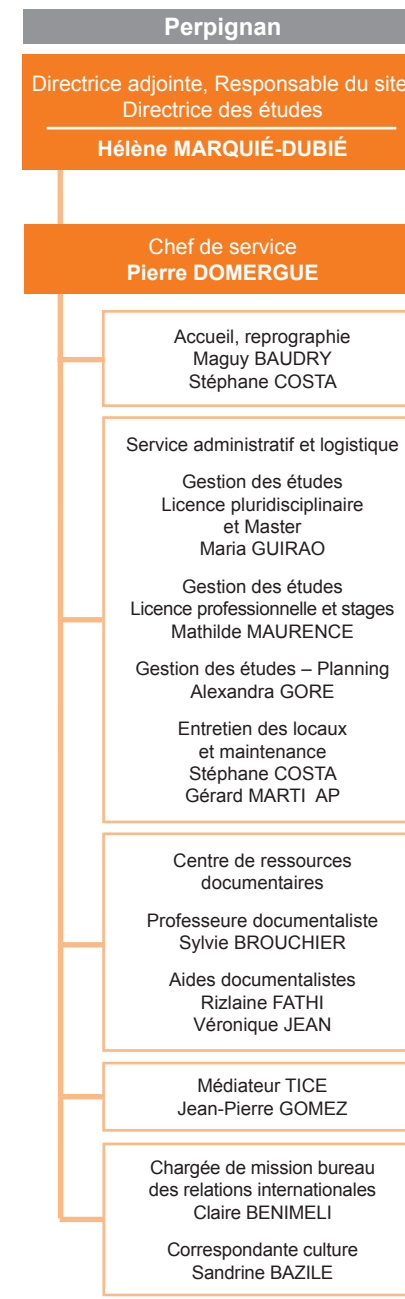 Perpignan
Directrice adjointe, Responsable du site
Directrice des études
Hélène MARQUIÉ-DUBIÉ
Chef de service
Pierre DOMERGUE
Accueil, reprographie
Maguy BAUDRY
Stéphane COSTA
Service administratif et logistique
Gestion des études
Licence pluridisciplinaire
et Master
Maria GUIRAO
Gestion des études
Licence professionnelle et stages
Mathilde MAURENCE
Gestion des études – Planning
Alexandra GORE
Entretien des locaux
et maintenance
Stéphane COSTA
Gérard MARTI AP
Centre de ressources
documentaires
Professeure documentaliste
Sylvie BROUCHIER
Aides documentalistes
Rizlaine FATHI
Véronique JEAN
Médiateur TICE
Jean-Pierre GOMEZ
Chargée de mission bureau
des relations internationales
Claire BENIMELI
Correspondante culture
Sandrine BAZILE